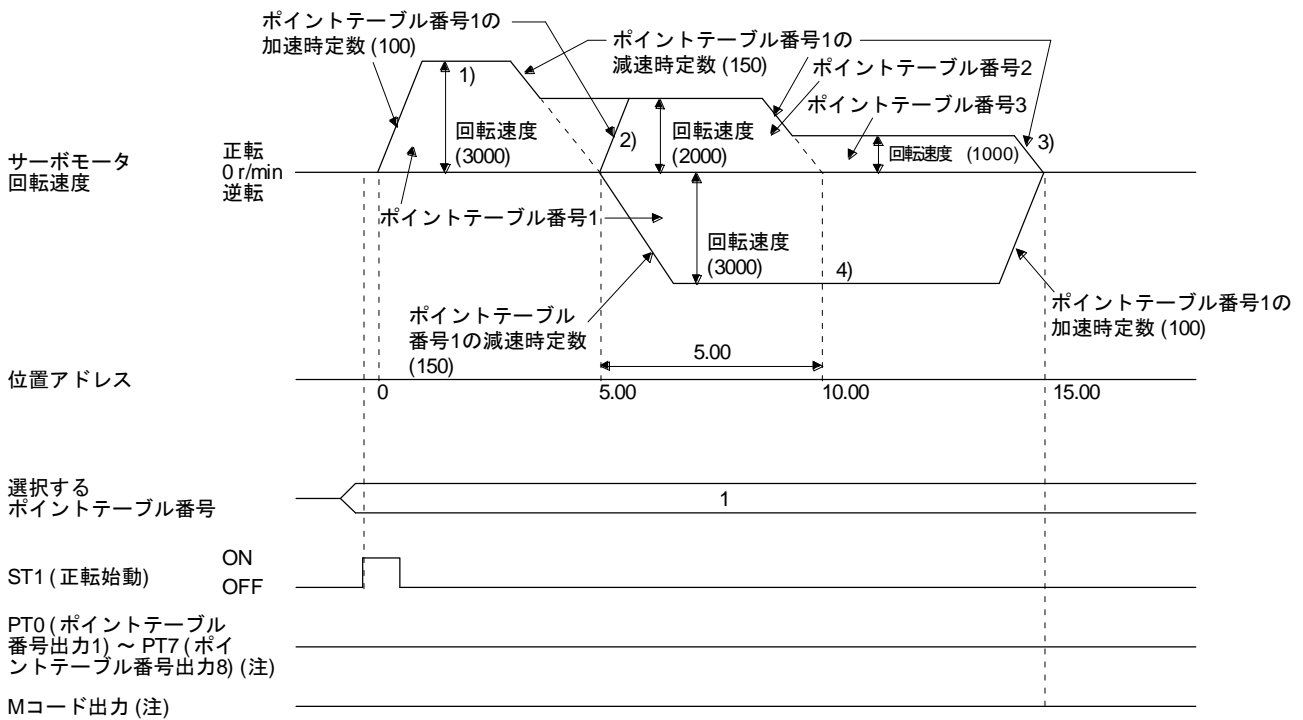 ポイントテーブル番号1の
加速時定数 (100)
ポイントテーブル番号1の
減速時定数 (150)
ポイントテーブル番号2
ポイントテーブル番号3
1)
2)
3)
回転速度
(3000)
回転速度
(2000)
回転速度 (1000)
サーボモータ
回転速度
正転
0 r/min
逆転
ポイントテーブル番号1
回転速度
(3000)
4)
ポイントテーブル
番号1の減速時定数
(150)
ポイントテーブル番号1の
加速時定数 (100)
5.00
位置アドレス
0
5.00
10.00
15.00
選択する
ポイントテーブル番号
1
ST1 (正転始動)
ON
OFF
PT0 (ポイントテーブル
番号出力1) ～ PT7 (ポイ
ントテーブル番号出力8) (注)
Mコード出力 (注)